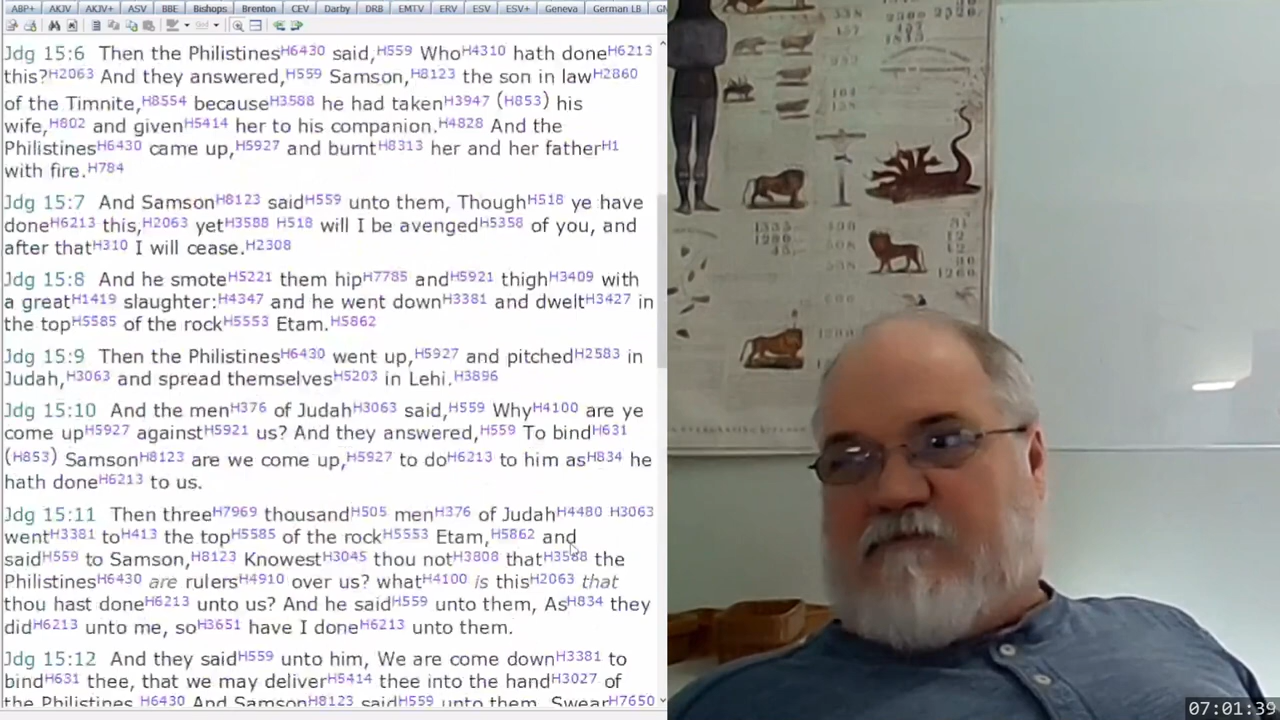 ABP+ AKJV AKJV+ ASV BBE Bishops Brenton CEV Darby DRB EMTV ERV ESV ESV+ Geneva German LB GN
Jdg 15:6 Then the PhilistinesH6430 said,H559 WhoH4310 hath doneH6213
this?H2063 And they answered,H559 Samson,H8123 the son in lawH2860
of the Timnite,H8554 becauseH3588 he had takenH3947 (H853) his
wife,H802 and givenH5414 her to his companion.H4828 And the
PhilistinesH6430 came up,H5927 and burntH8313 her and her fatherH1
with fire.H784
Jdg 15:7 And SamsonH8123 saidH559 unto them, ThoughH518 ye have
doneH6213 this,H2063 yetH3588 H518 will I be avengedH5358 of you, and
after thatH310 I will cease.H2308
Jdg 15:8 And he smoteH5221 them hipH7785 andH5921 thighH3409 with
a greatH1419 slaughter:H4347 and he went downH3381 and dweltH3427 in
the topH5585 of the rockH5553 Etam.H5862
Jdg 15:9 Then the PhilistinesH6430 went up,H5927 and pitchedH2583 in
Judah,H3063 and spread themselvesH5203 in Lehi.H3896
Jdg 15:10 And the menH376 of JudahH3063 said,H559 WhyH4100 are ye
come upH5927 againstH5921 us? And they answered,H559 To bindH631
(H853) SamsonH8123 are we come up,H5927 to doH6213 to him asH834 he
hath doneH6213 to us.
Jdg 15:11 Then threeH7969 thousandH505 menH376 of JudahH4480 H3063
wentH3381 toH413 the topH5585 of the rockH5553 Etam,H5862 and
saidH559 to Samson,H8123 KnowestH3045 thou notH3808 thatH3588 the
PhilistinesH6430 are rulersH4910 over us? whatH4100 is thisH2063 that
thou hast doneH6213 unto us? And he saidH559 unto them, AsH834 they
didH6213 unto me, soH3651 have I doneH6213 unto them.
Jdg 15:12 And they saidH559 unto him, We are come downH3381 to
bindH631 thee, that we may deliverH5414 thee into the handH3027 of
the Philistines.H6430 And SamsonH8123 saidH559 unto them, SwearH7650
07:01:39